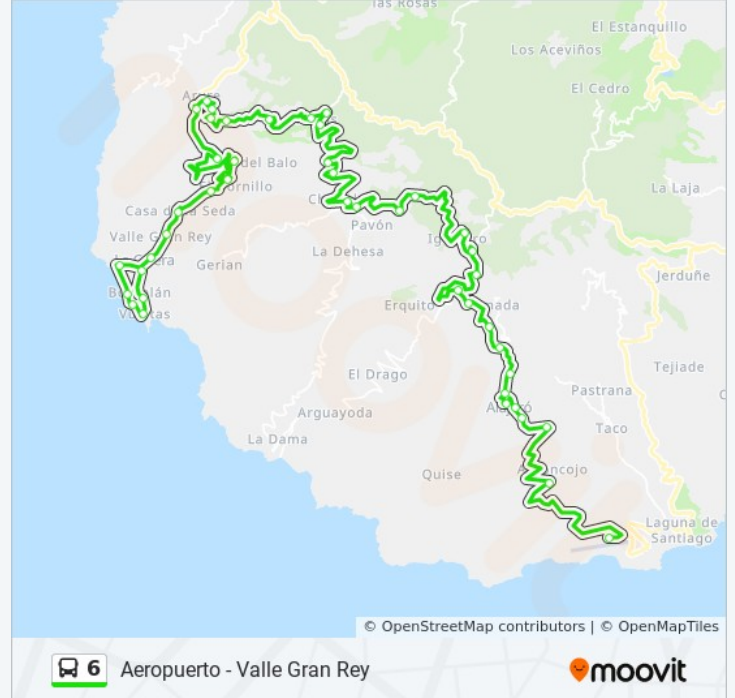 las Rosas
El Estanquillo
Los Aceviños
El Cedro
del Balo
La Laja
Casa de la Seda
Pavón
Valle Gran Rey
La Dehesa
Gerian
Jerduñe
Erquito
El Drago
Tejiade
Pastrana
Arguayoda
Taco
La Dama
Quise
Laguna de
Santiago
© OpenStreetMap contributors | © OpenMapTiles
6 Aeropuerto - Valle Gran Rey
moovit